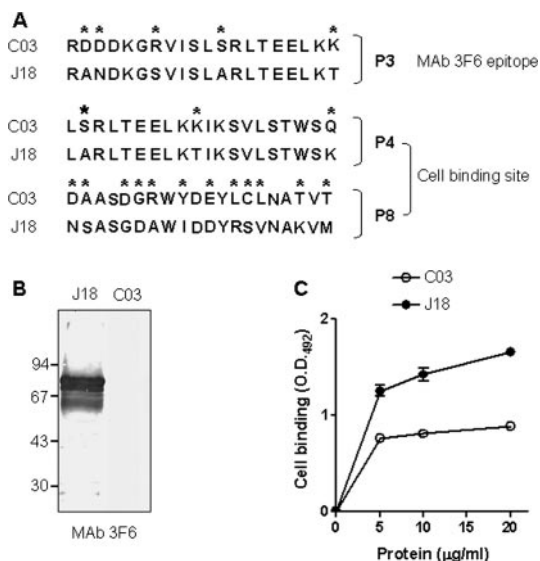 A
* * * * *
C03 RDDDKGRVISLSRLTEELKK
J18 RANDKGSVISLARLTEELKT
P3 MAb 3F6 epitope
* * *
C03 LSRLTEELKKIKSVLSTWSQ
J18 LARLTEELKTIKSVLSTWSK
P4
* * * * * * * * * * * *
C03 DAASDGRWYDEYLCLNATVT
J18 NSASGDAWIDDYRSVNAKVM
P8
Cell binding site
B
J18 C03
94
67
43
30
MAb 3F6
C
C03
J18
Cell binding (O.D.492)
2
1
0
0 5 10 15 20
Protein (µg/ml)